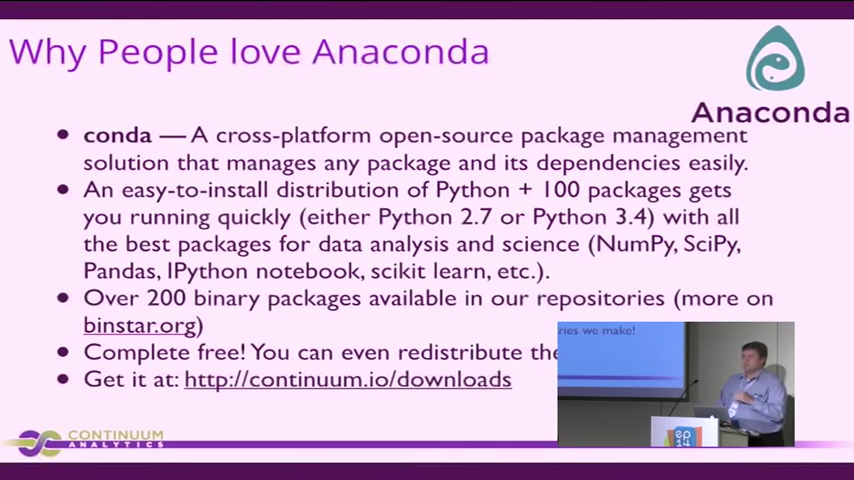 Why People love Anaconda
Anaconda
• conda — A cross-platform open-source package management
solution that manages any package and its dependencies easily.
• An easy-to-install distribution of Python + 100 packages gets
you running quickly (either Python 2.7 or Python 3.4) with all
the best packages for data analysis and science (NumPy, SciPy,
Pandas, IPython notebook, scikit learn, etc.).
• Over 200 binary packages available in our repositories (more on
binstar.org)
• Complete free! You can even redistribute the
• Get it at: http://continuum.io/downloads
ries we make!
ep
14
CONTINUUM
ANALYTICS